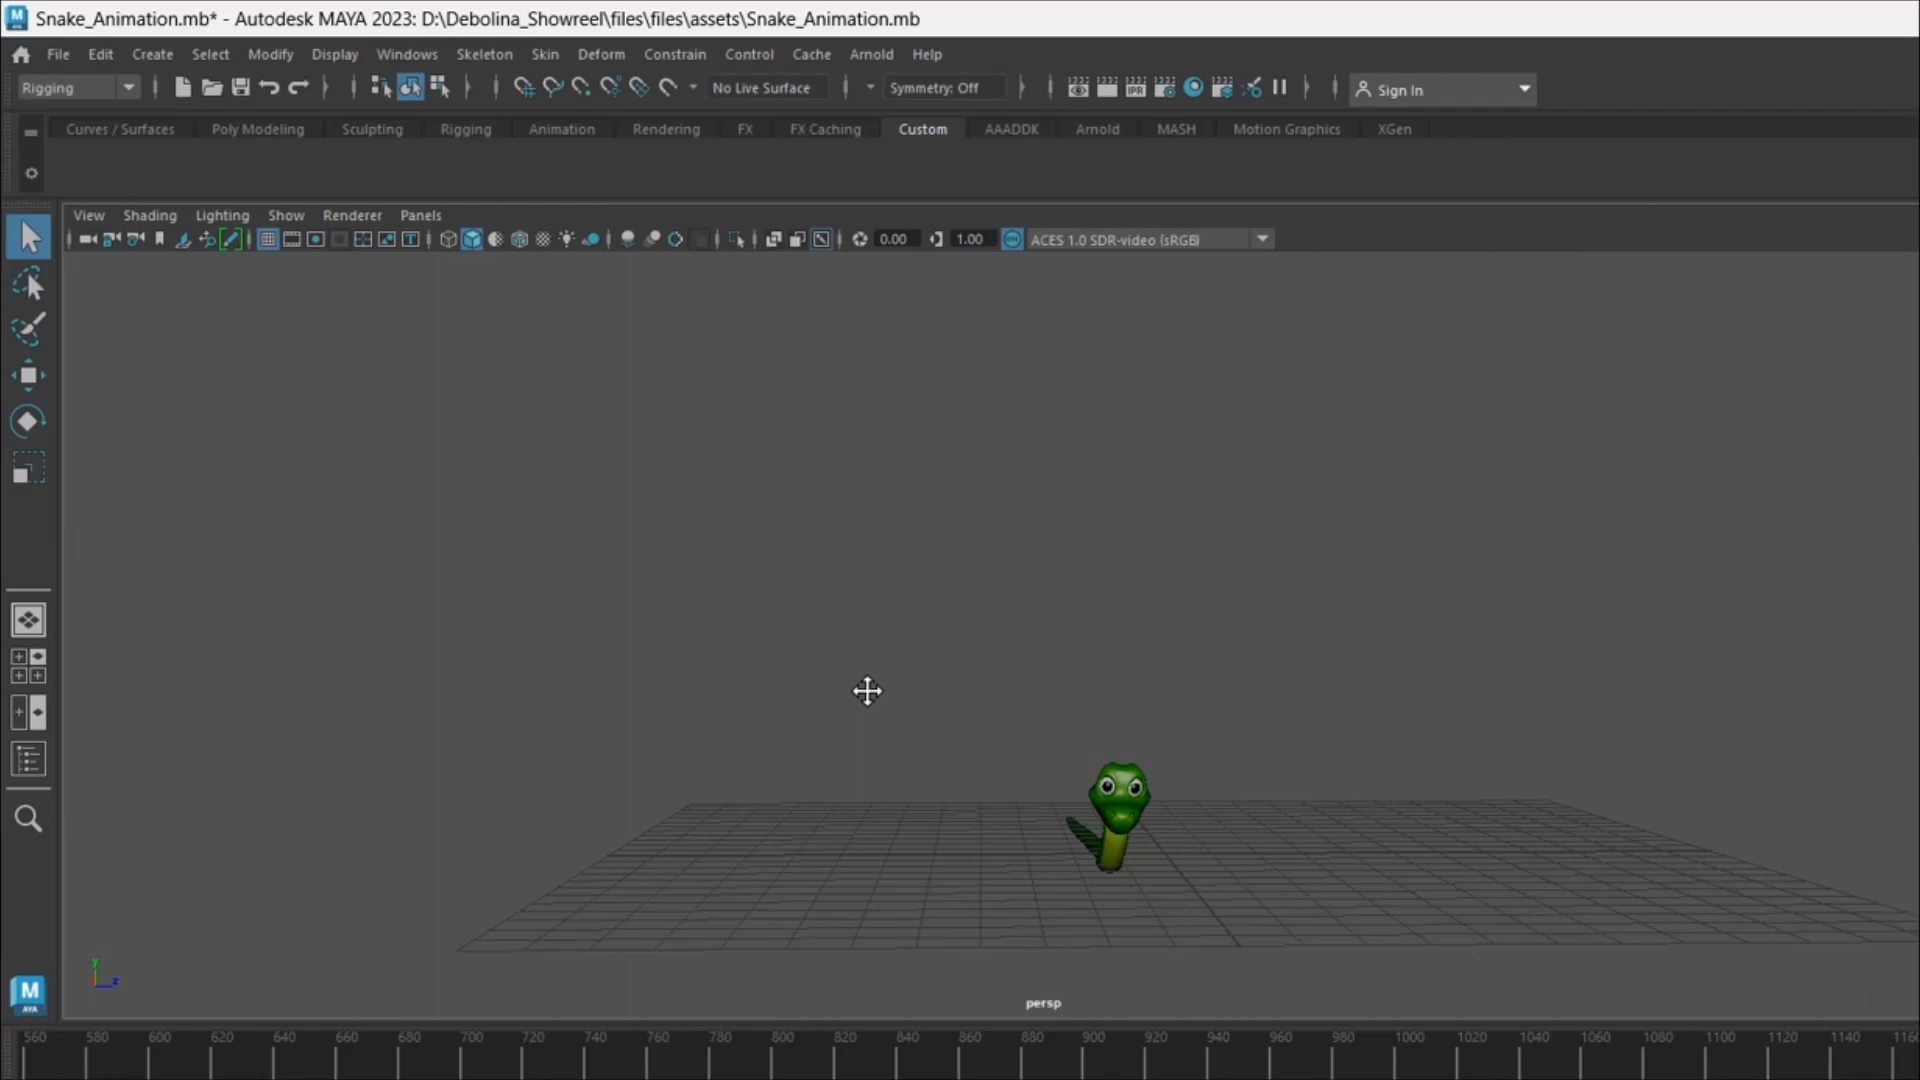 Snake_Animation.mb* - Autodesk MAYA 2023: D:\Debolina_Showreel\files\files\assets\Snake_Animation.mb
File Edit Create Select Modify Display Windows Skeleton Skin Deform Constrain Control Cache Arnold Help
Rigging No Live Surface Symmetry: Off IPR Sign In
Curves / Surfaces Poly Modeling Sculpting Rigging Animation Rendering FX FX Caching Custom AAADDK Arnold MASH Motion Graphics XGen
View Shading Lighting Show Renderer Panels
0.00 1.00 ACES 1.0 SDR-video (sRGB)
y
z
M
AYA
persp
560 580 600 620 640 660 680 700 720 740 760 780 800 820 840 860 880 900 920 940 960 980 1000 1020 1040 1060 1080 1100 1120 1140 1160